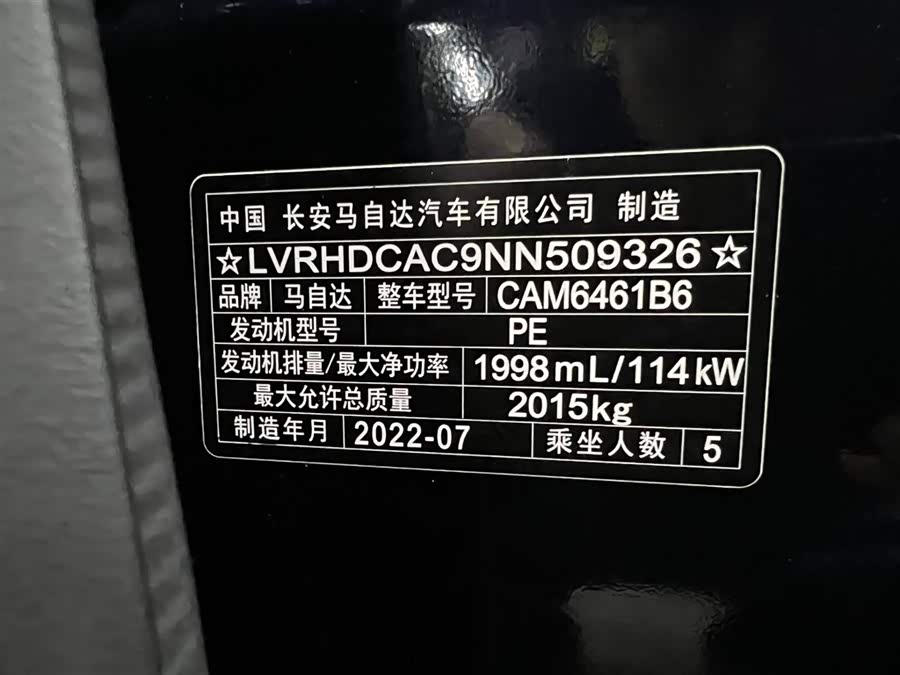 中国 长安马自达汽车有限公司 制造
☆LVRHDCAC9NN509326☆
品牌 马自达 整车型号 CAM6461B6
发动机型号 PE
发动机排量/最大净功率 1998mL/114kW
最大允许总质量 2015kg
制造年月 2022-07 乘坐人数 5